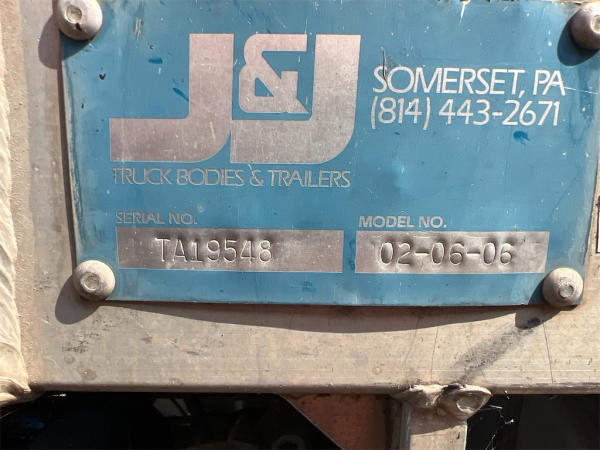 J&J
SOMERSET, PA
(814) 443-2671
TRUCK BODIES & TRAILERS
SERIAL NO.
MODEL NO.
TA19548
02-06-06